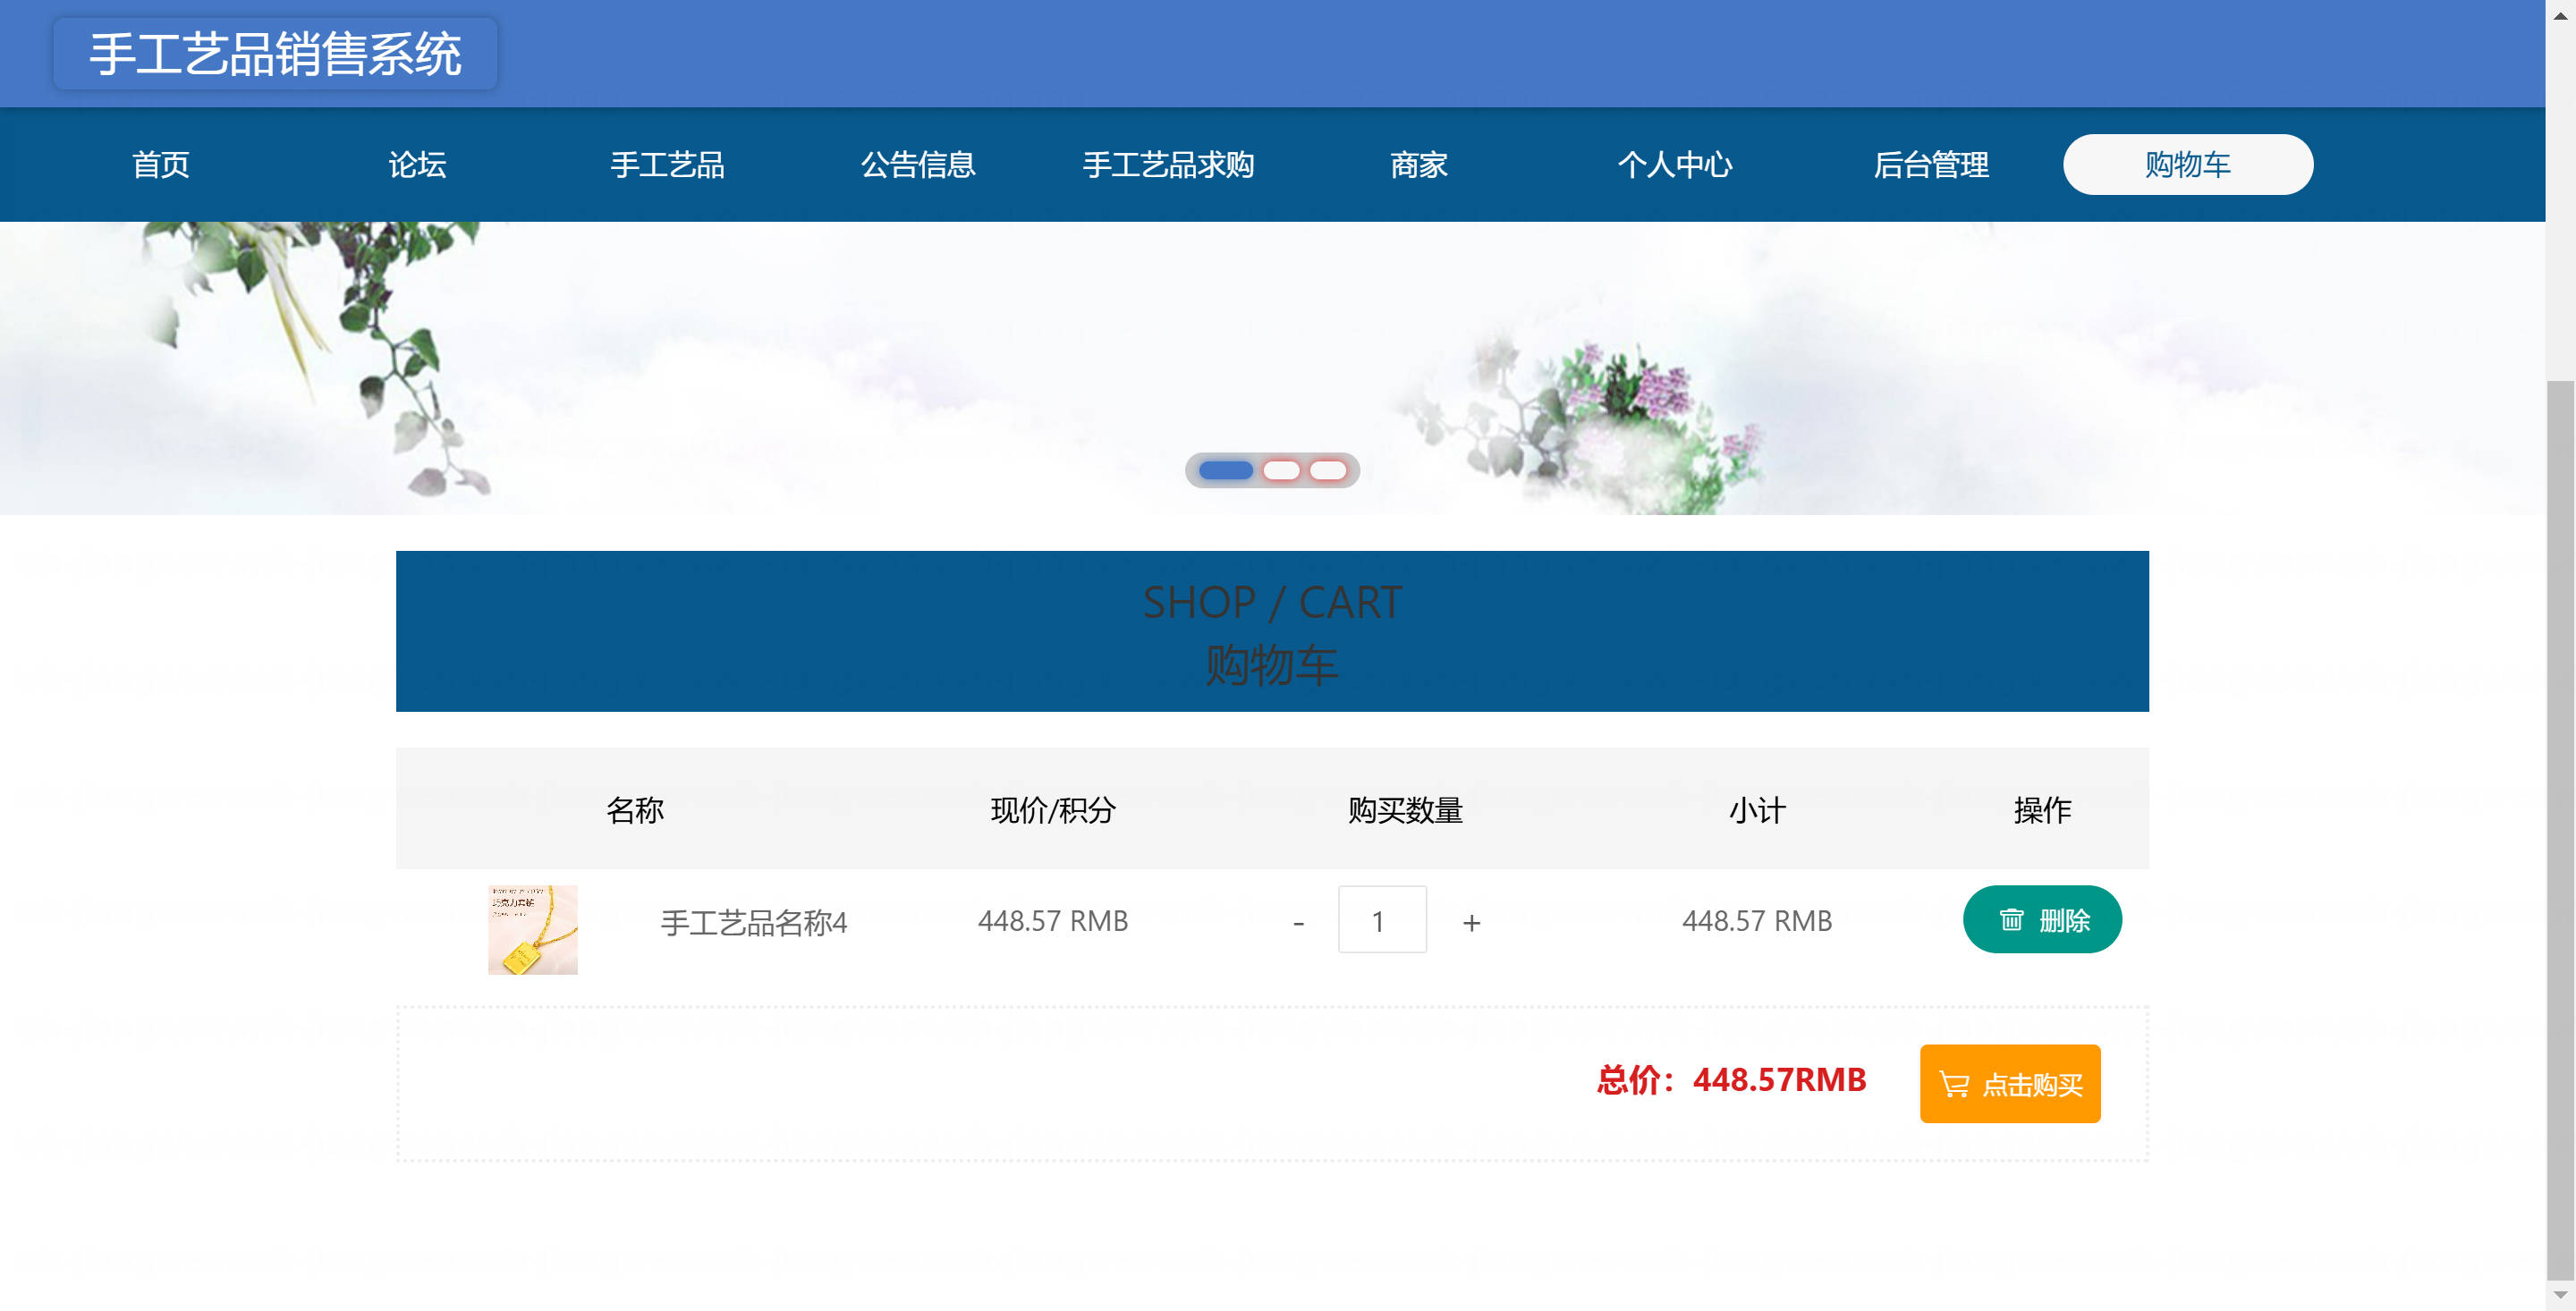 手工艺品销售系统
首页 论坛 手工艺品 公告信息 手工艺品求购 商家 个人中心 后台管理 购物车
SHOP / CART
购物车
名称 现价/积分 购买数量 小计 操作
手工艺品名称4 448.57 RMB - 1 + 448.57 RMB 删除
总价：448.57RMB 点击购买